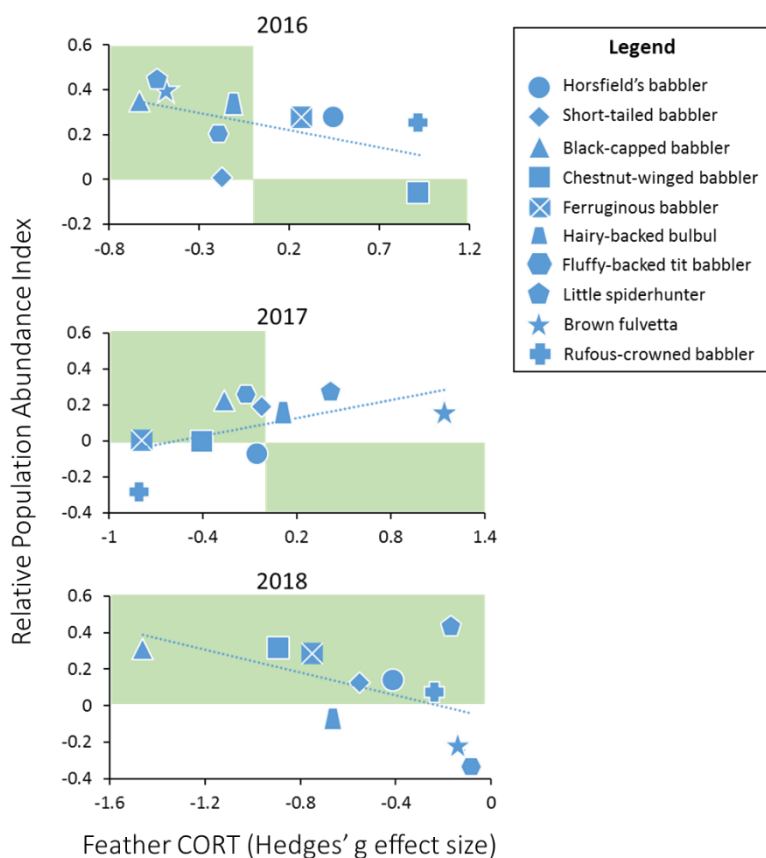 2016
0.6
0.4
0.2
0
-0.2
-0.8
-0.3
0.2
0.7
1.2
2017
0.6
0.4
0.2
0
-0.2
-0.4
-1
-0.4
0.2
0.8
1.4
2018
0.6
0.4
0.2
0
-0.2
-0.4
-1.6
-1.2
-0.8
-0.4
0
Relative Population Abundance Index
Feather CORT (Hedges’ g effect size)
Legend
Horsfield’s babbler
Short-tailed babbler
Black-capped babbler
Chestnut-winged babbler
Ferruginous babbler
Hairy-backed bulbul
Fluffy-backed tit babbler
Little spiderhunter
Brown fulvetta
Rufous-crowned babbler